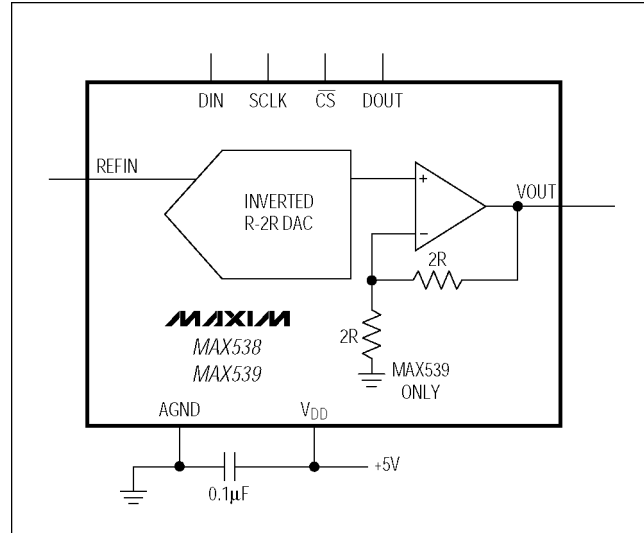 DIN SCLK CS DOUT
REFIN
INVERTED
R-2R DAC
+
−
VOUT
2R
2R
MAXIM
MAX538
MAX539
MAX539
ONLY
AGND
VDD
+5V
0.1µF